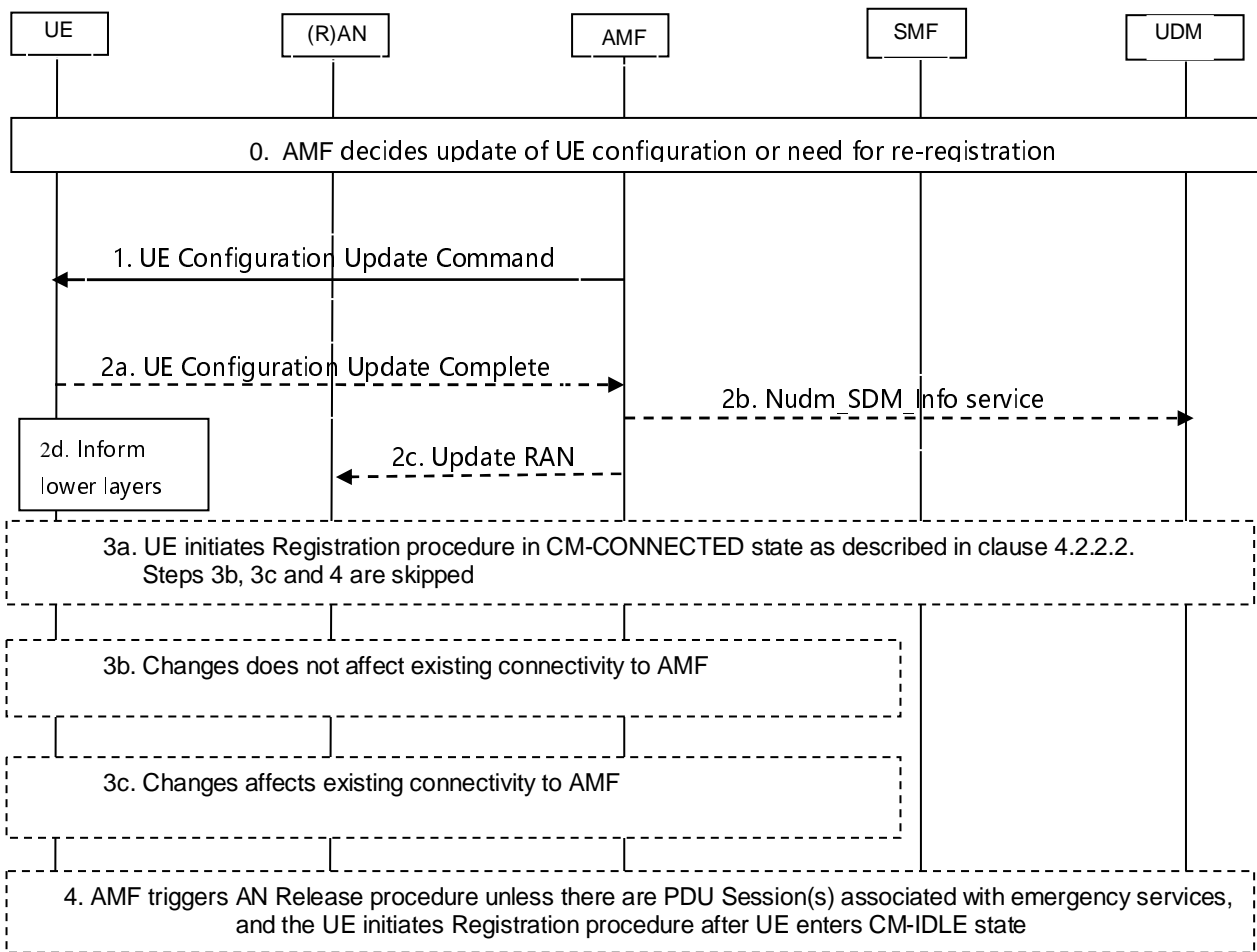 UE
(R)AN
AMF
SMF
UDM
0. AMF decides update of UE configuration or need for re-registration
1. UE Configuration Update Command
2a. UE Configuration Update Complete
2b. Nudm_SDM_Info service
2c. Update RAN
2d. Inform
lower layers
3a. UE initiates Registration procedure in CM-CONNECTED state as described in clause 4.2.2.2.
Steps 3b, 3c and 4 are skipped
3b. Changes does not affect existing connectivity to AMF
3c. Changes affects existing connectivity to AMF
4. AMF triggers AN Release procedure unless there are PDU Session(s) associated with emergency services,
and the UE initiates Registration procedure after UE enters CM-IDLE state